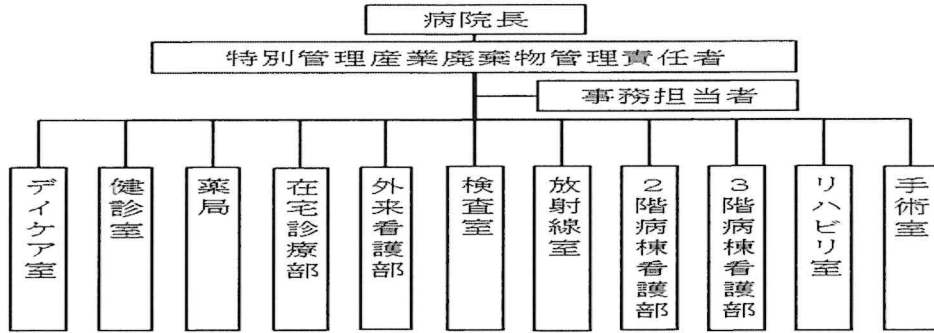 病院長
特別管理産業廃棄物管理責任者
事務担当者
デイケア室
健診室
薬局
在宅診療部
外来看護部
検査室
放射線室
2階病棟看護部
3階病棟看護部
リハビリ室
手術室